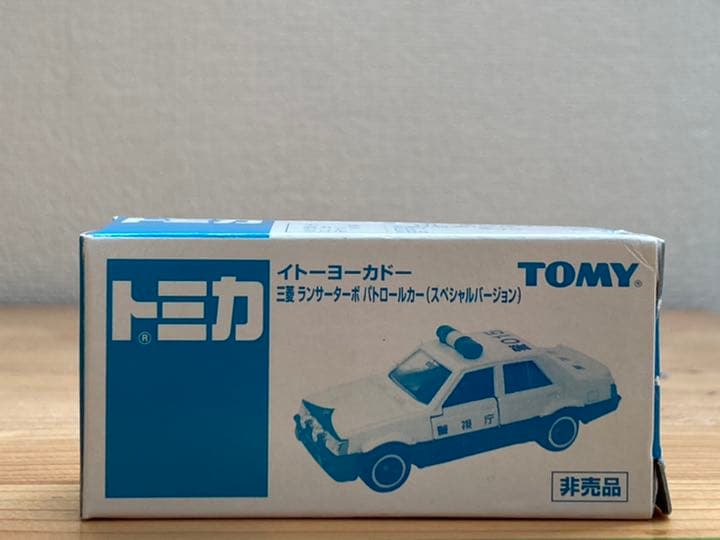 トミカ
®
イトーヨーカドー
三菱 ランサーターボ パトロールカー(スペシャルバージョン)
TOMY®
警視庁
非売品